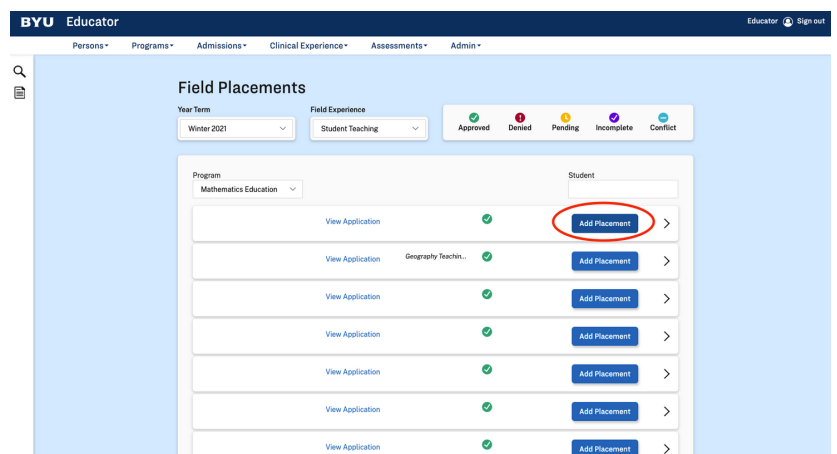 BYU Educator
Educator Sign out
Persons Programs Admissions Clinical Experience Assessments Admin
Field Placements
Year Term Field Experience
Winter 2021 Student Teaching
Approved Denied Pending Incomplete Conflict
Program Student
Mathematics Education
View Application Add Placement
View Application Geography Teachin... Add Placement
View Application Add Placement
View Application Add Placement
View Application Add Placement
View Application Add Placement
View Application Add Placement